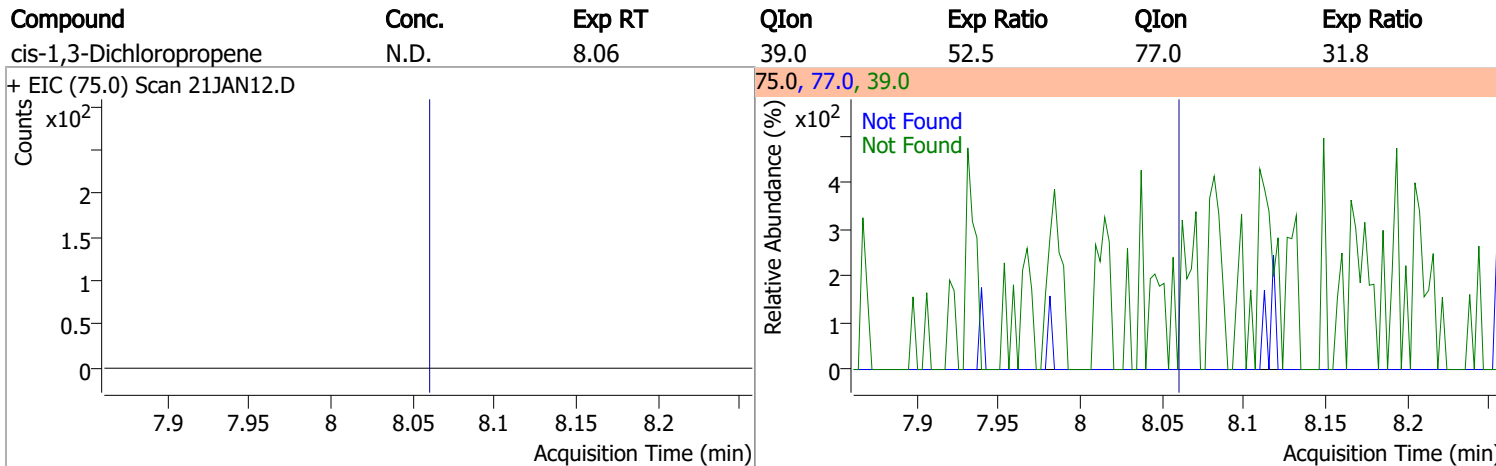 Compound Conc. Exp RT QIon Exp Ratio QIon Exp Ratio
cis-1,3-Dichloropropene N.D. 8.06 39.0 52.5 77.0 31.8
+ EIC (75.0) Scan 21JAN12.D
Counts
x10²
2
1.5
1
0.5
0
7.9 7.95 8 8.05 8.1 8.15 8.2
Acquisition Time (min)
75.0, 77.0, 39.0
Relative Abundance (%)
x10²
Not Found
Not Found
4
3
2
1
0
7.9 7.95 8 8.05 8.1 8.15 8.2
Acquisition Time (min)